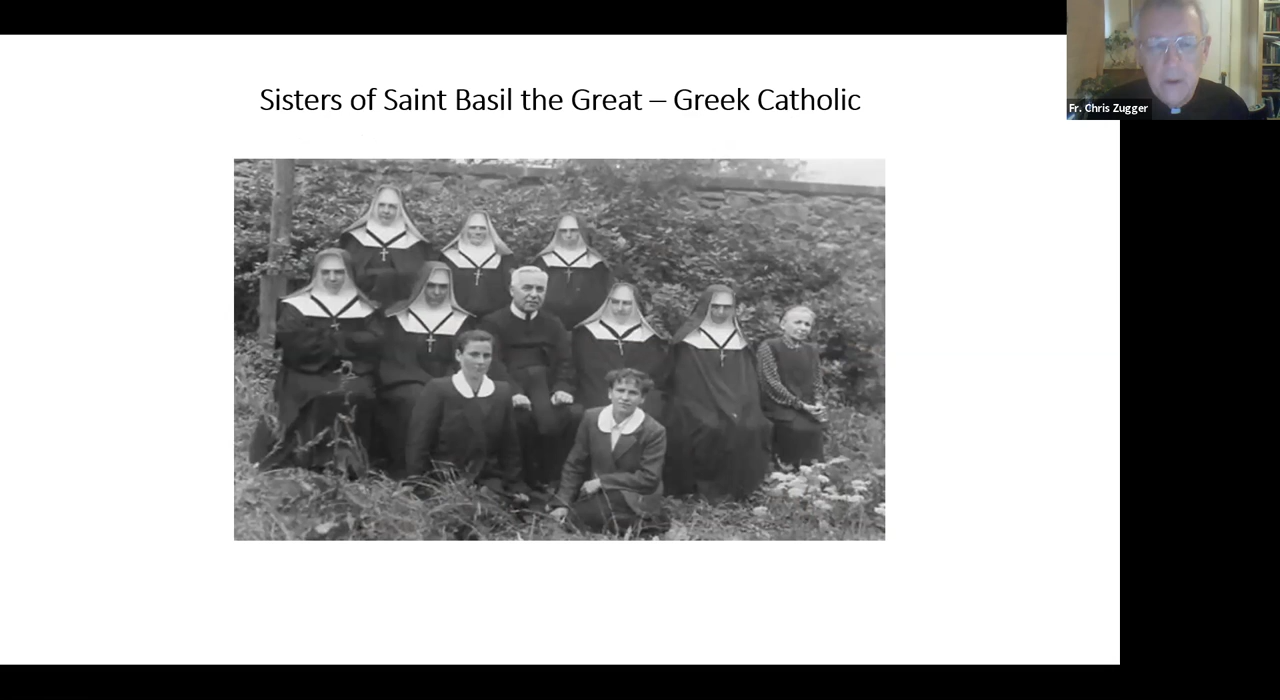 Sisters of Saint Basil the Great – Greek Catholic
Fr. Chris Zugger